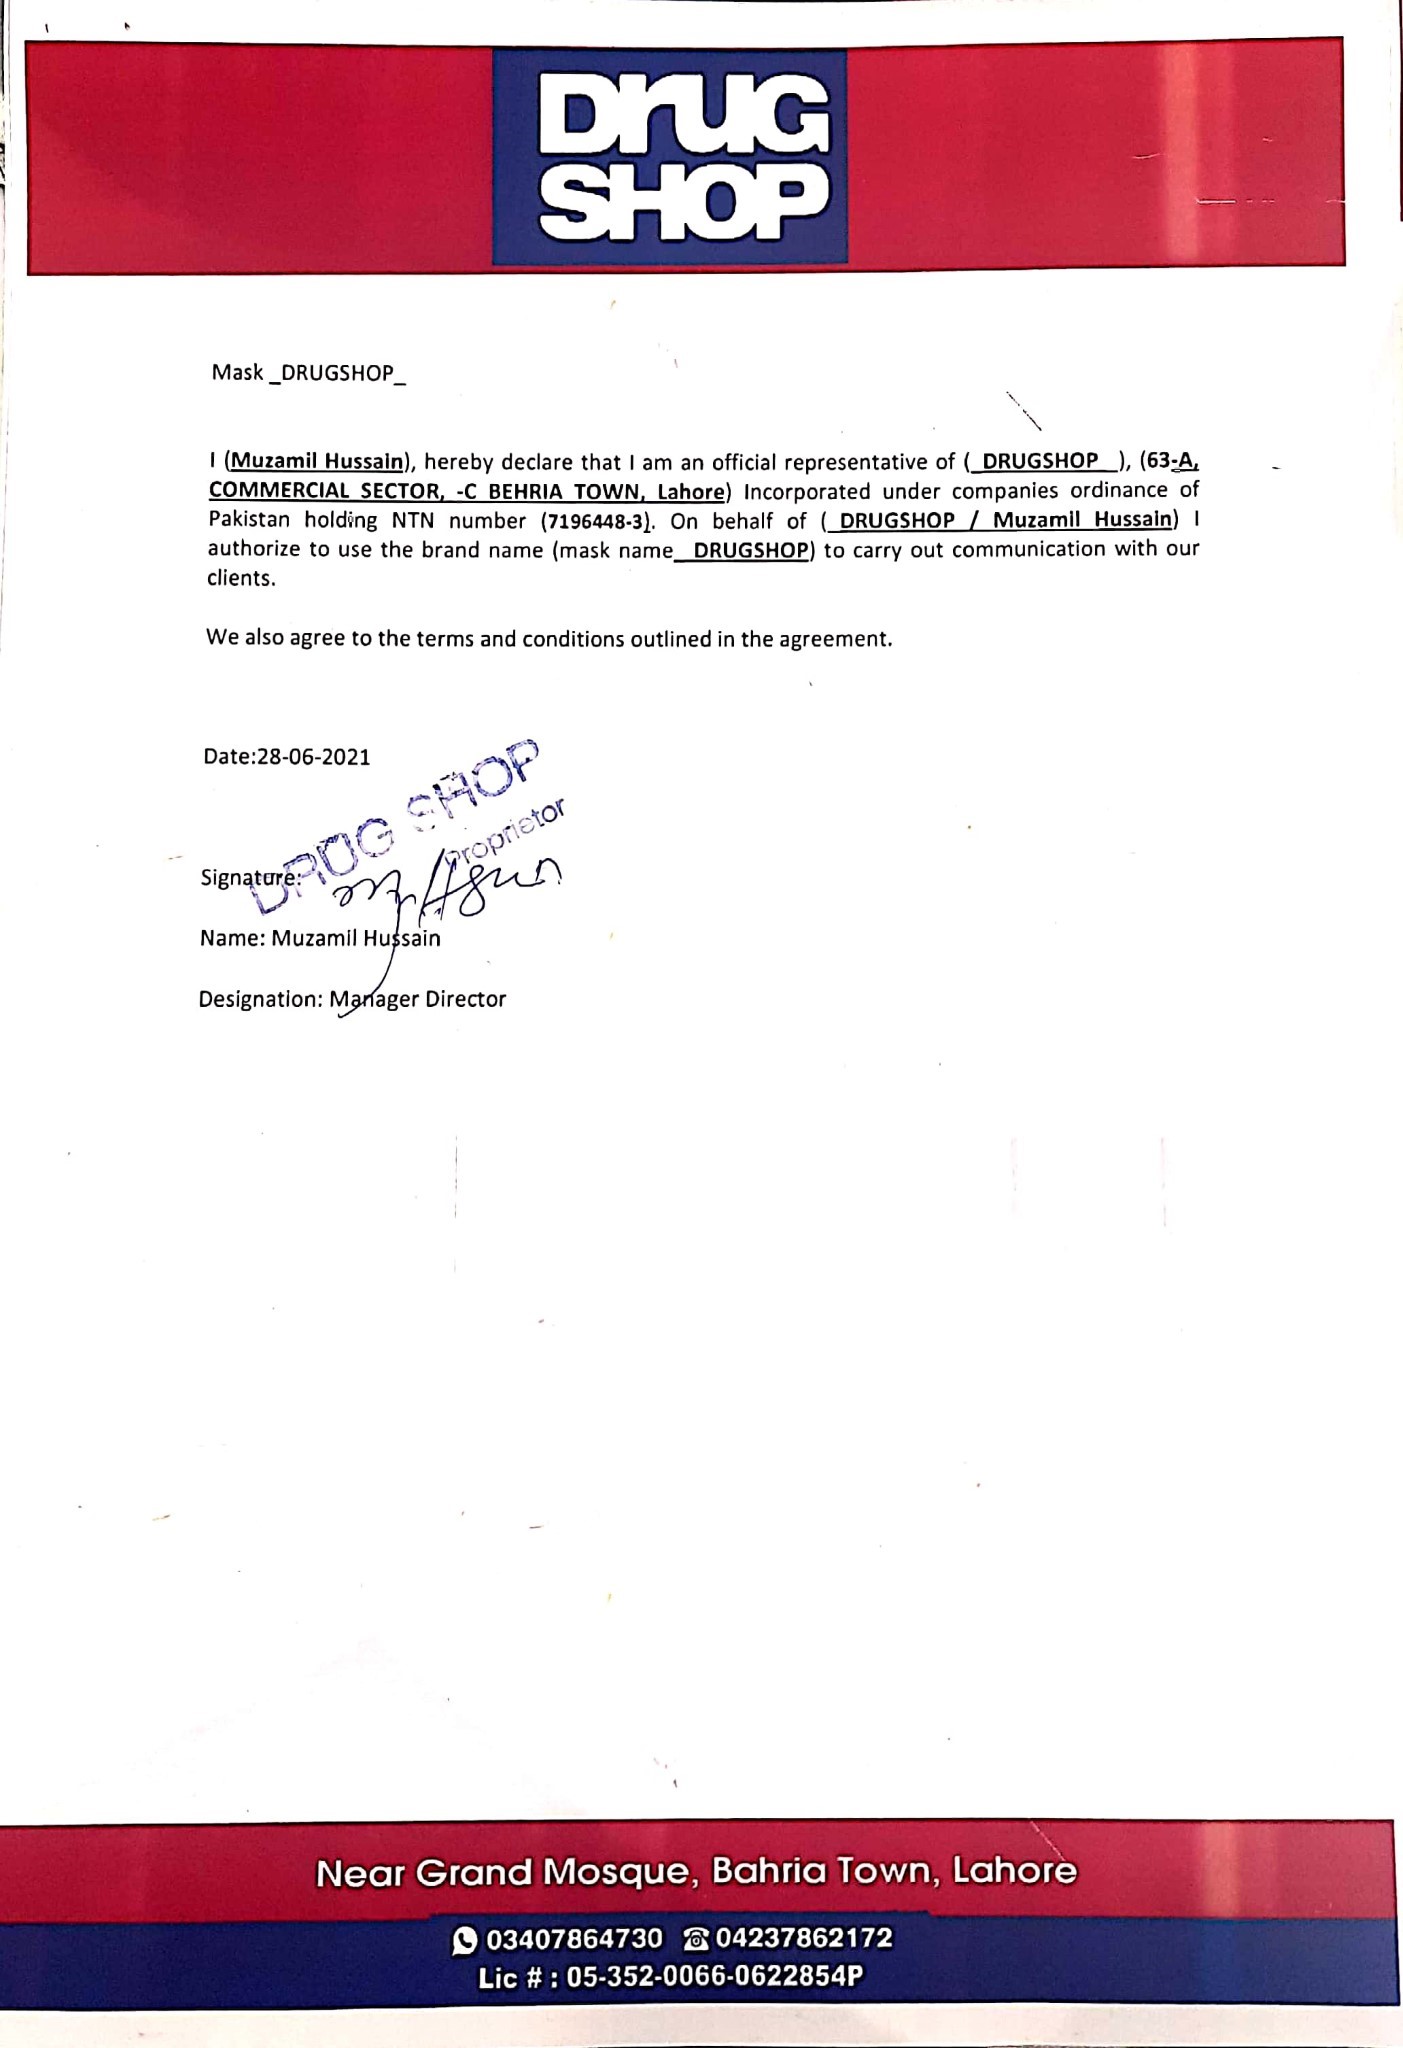 Drug
SHOP
Mask _DRUGSHOP_
I (Muzamil Hussain), hereby declare that I am an official representative of (_DRUGSHOP_), (63-A,
COMMERCIAL SECTOR, -C BEHRIA TOWN, Lahore) Incorporated under companies ordinance of
Pakistan holding NTN number (7196448-3). On behalf of (_DRUGSHOP / Muzamil Hussain) I
authorize to use the brand name (mask name_ DRUGSHOP) to carry out communication with our
clients.
We also agree to the terms and conditions outlined in the agreement.
Date:28-06-2021
DRUG SHOP
Proprietor
Signature:
Name: Muzamil Hussain
Designation: Manager Director
Near Grand Mosque, Bahria Town, Lahore
03407864730 04237862172
Lic # : 05-352-0066-0622854P